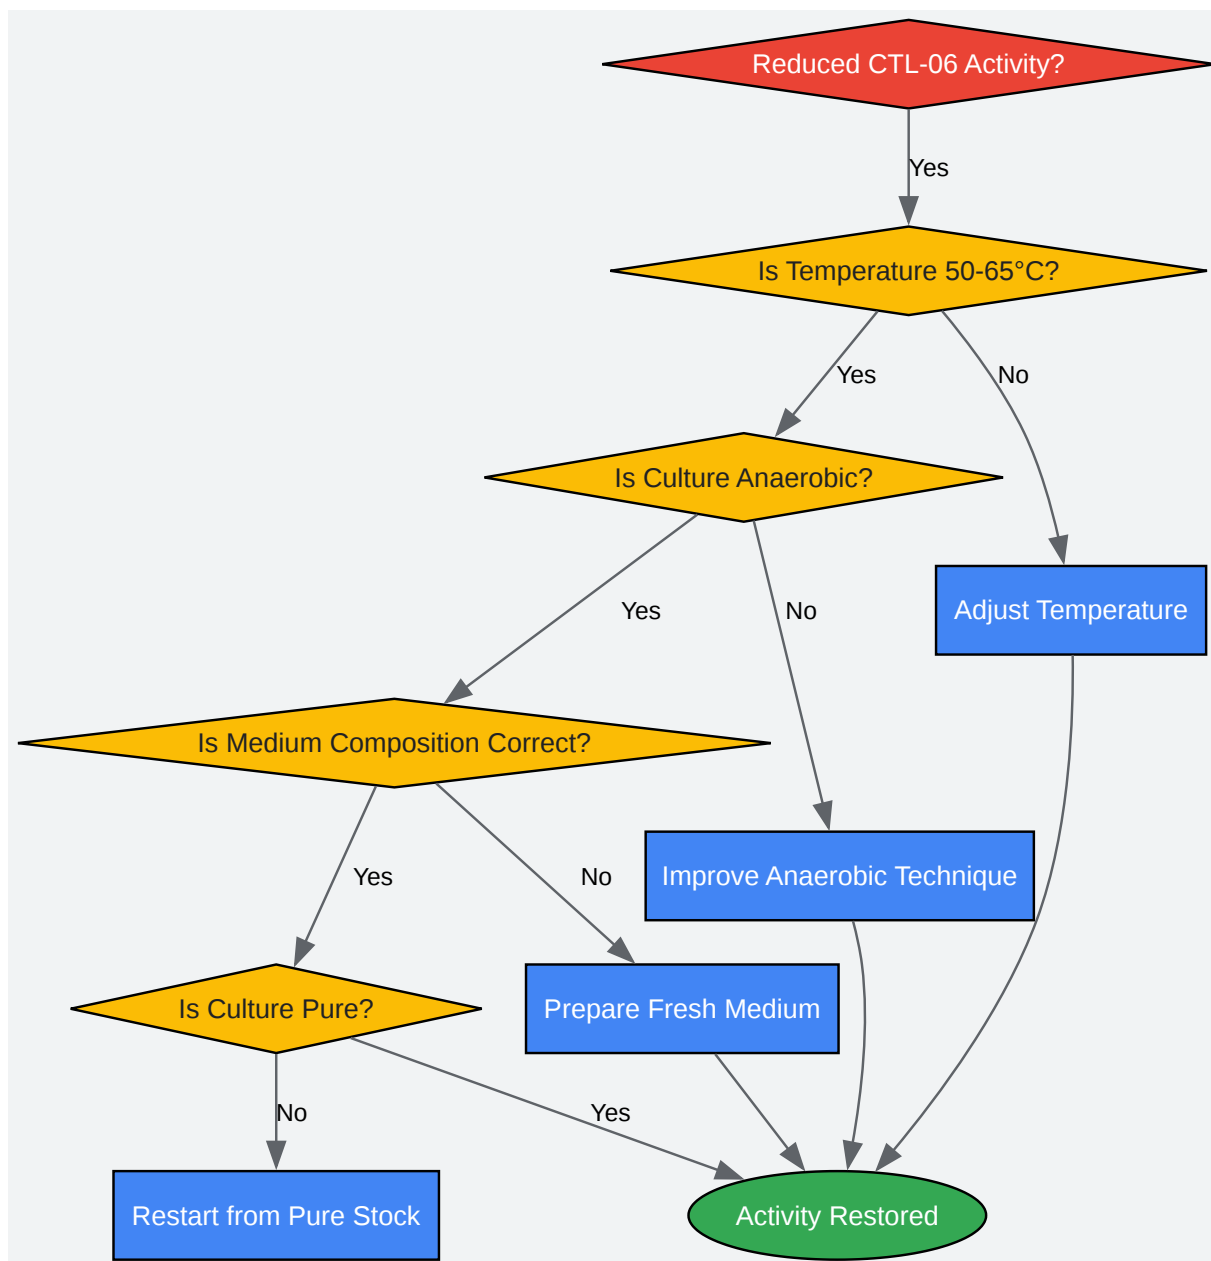 Reduced CTL-06 Activity?
Yes
Is Temperature 50-65°C?
Yes
No
Is Culture Anaerobic?
Yes
No
Adjust Temperature
Is Medium Composition Correct?
Yes
No
Improve Anaerobic Technique
Is Culture Pure?
Prepare Fresh Medium
No
Yes
Restart from Pure Stock
Activity Restored